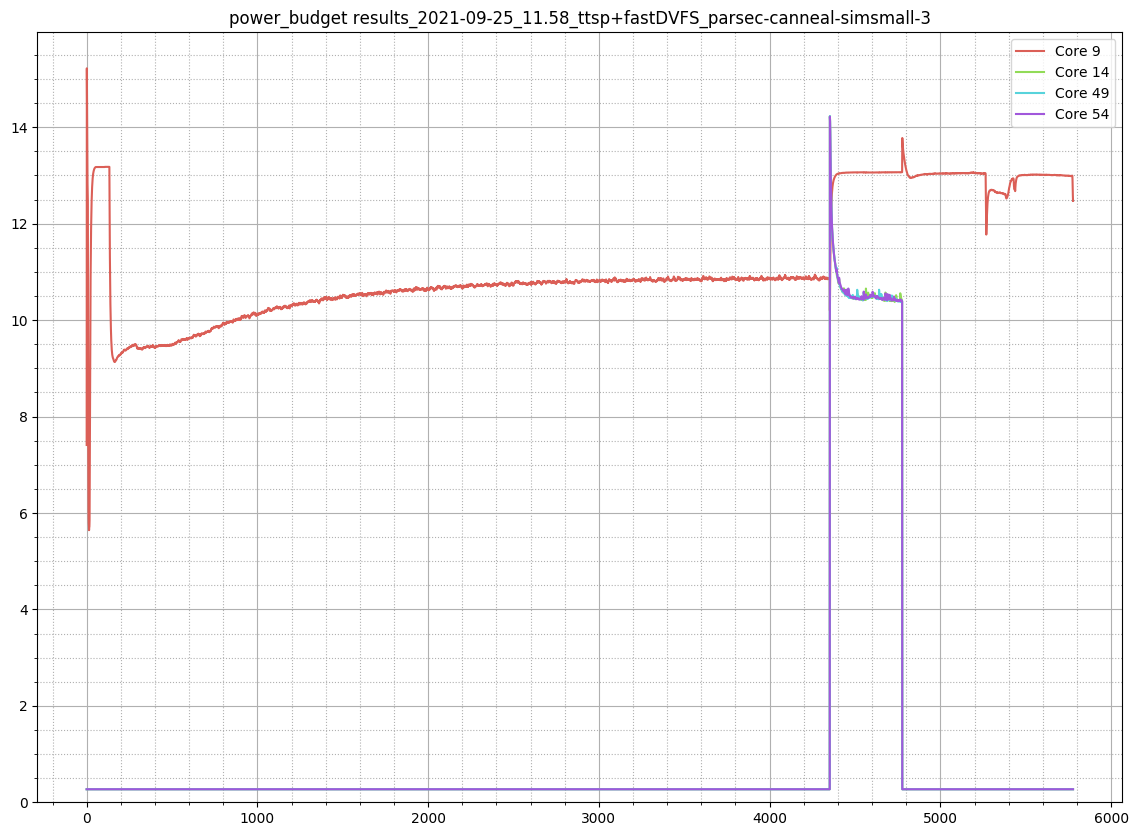 power_budget results_2021-09-25_11.58_ttsp+fastDVFS_parsec-canneal-simsmall-3
Core 9
Core 14
Core 49
Core 54
14
12
10
8
6
4
2
0
0 1000 2000 3000 4000 5000 6000